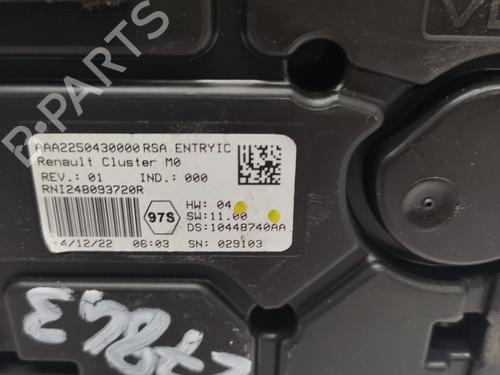 B-PARTS
AAA2250430000 RSA ENTRYIC
Renault Cluster M0
REV.: 01 IND.: 000
RNI248093720R
97S
HW: 04
SW:11.00
DS:10448740AA
14/12/22 06:03 SN: 029103